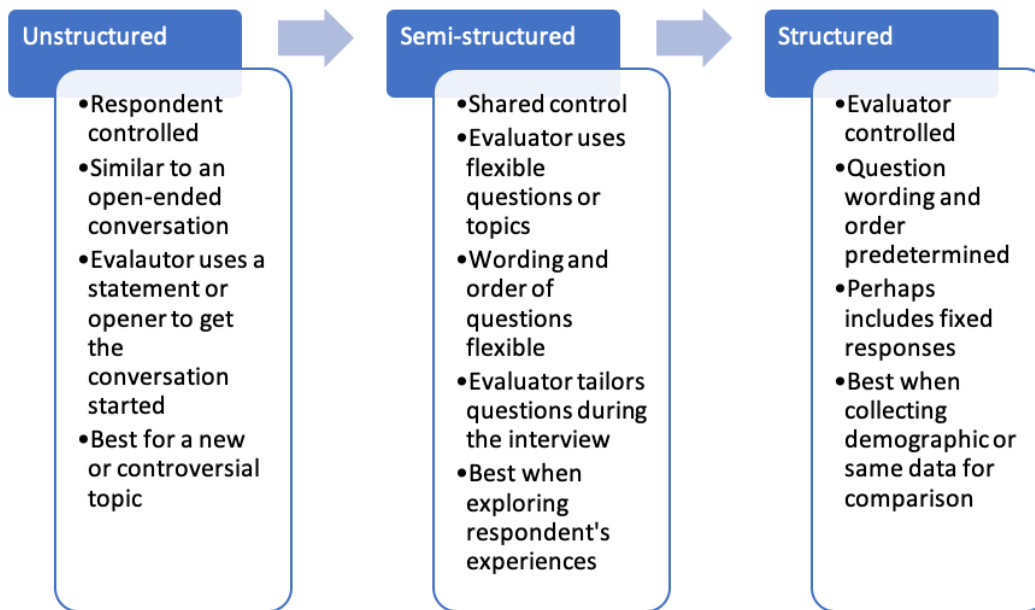 Unstructured
•Respondent
controlled
•Similar to an
open-ended
conversation
•Evalautor uses a
statement or
opener to get
the
conversation
started
•Best for a new
or controversial
topic
Semi-structured
•Shared control
•Evaluator uses
flexible
questions or
topics
•Wording and
order of
questions
flexible
•Evaluator tailors
questions during
the interview
•Best when
exploring
respondent's
experiences
Structured
•Evaluator
controlled
•Question
wording and
order
predetermined
•Perhaps
includes fixed
responses
•Best when
collecting
demographic or
same data for
comparison